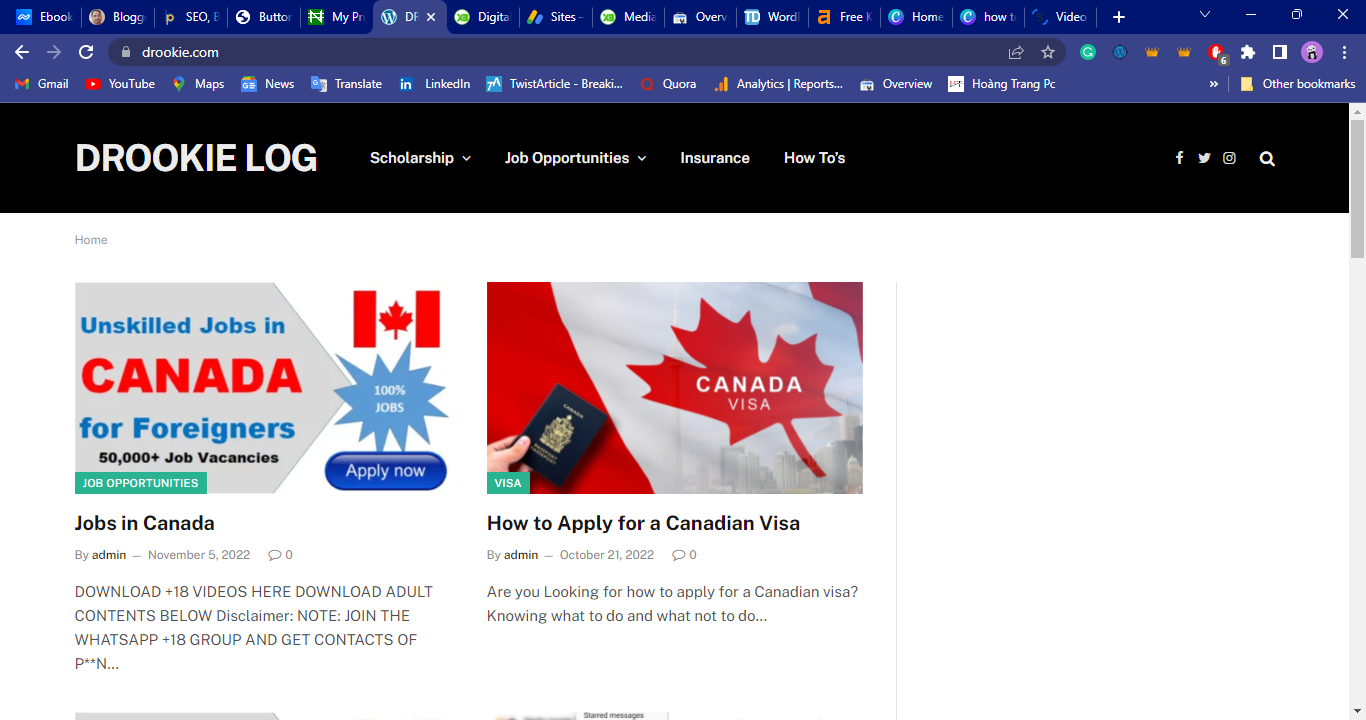 Ebook
Blogg
SEO, E
Buttor
My Pr
DR
Digita
Sites -
Media
Overv
Word
Free K
Home
how t
Video
drookie.com
6
Gmail
YouTube
Maps
News
Translate
LinkedIn
TwistArticle - Breaki...
Quora
Analytics | Reports...
Overview
Hoàng Trang Pc
»
Other bookmarks
DROOKIE LOG
Scholarship
Job Opportunities
Insurance
How To's
Home
Unskilled Jobs in
CANADA
for Foreigners
50,000+ Job Vacancies
100%
JOBS
Apply now
JOB OPPORTUNITIES
CANADA
VISA
CANADA
VISA
Jobs in Canada
By admin — November 5, 2022 0
DOWNLOAD +18 VIDEOS HERE DOWNLOAD ADULT
CONTENTS BELOW Disclaimer: NOTE: JOIN THE
WHATSAPP +18 GROUP AND GET CONTACTS OF
P**N...
How to Apply for a Canadian Visa
By admin — October 21, 2022 0
Are you Looking for how to apply for a Canadian visa?
Knowing what to do and what not to do...
Starred messages